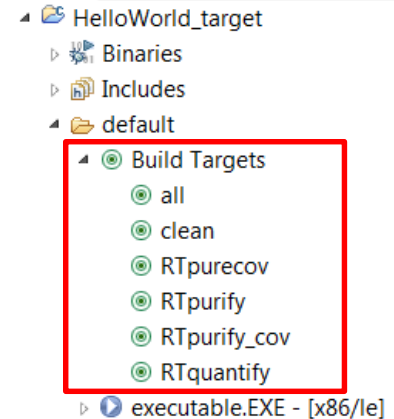 HelloWorld_target
Binaries
Includes
default
Build Targets
all
clean
RTpurecov
RTpurify
RTpurify_cov
RTquantify
executable.EXE - [x86/le]